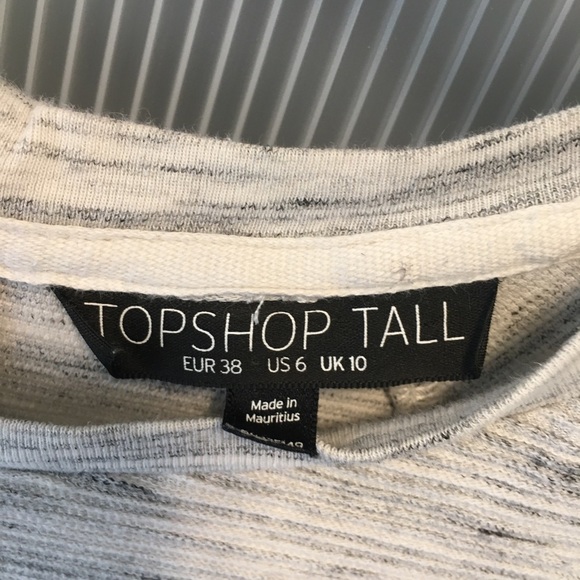 TOPSHOP TALL
EUR 38 US 6 UK 10
Made in
Mauritius